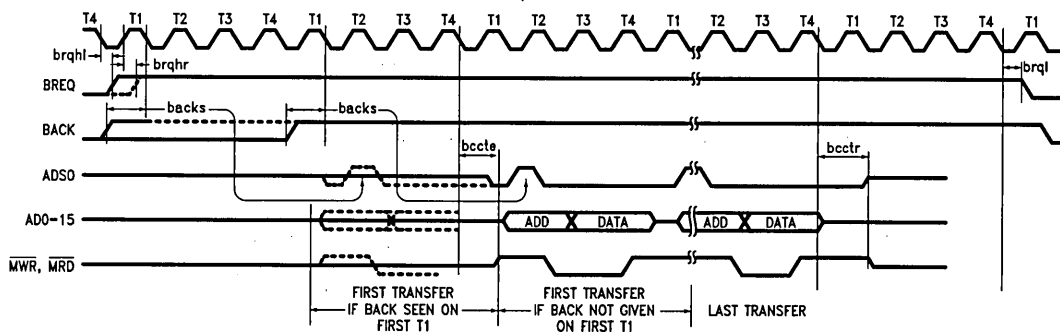 T4 T1 T2 T3 T4 T1 T2 T3 T4 T1 T2 T3 T4 T1 T2 T3 T4 T1 T2 T3 T4 T1
brqhl
brqhr
brql
BREQ
backs backs
BACK
bccte bcctr
ADS0
AD0-15 ADD DATA ADD DATA
MWR, MRD
FIRST TRANSFER
IF BACK SEEN ON
FIRST T1
FIRST TRANSFER
IF BACK NOT GIVEN
ON FIRST T1
LAST TRANSFER